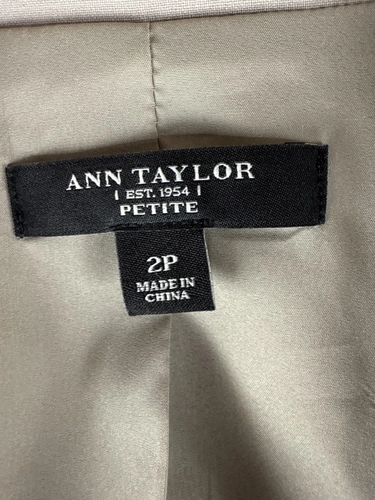 ANN TAYLOR
| EST. 1954 |
PETITE
2P
MADE IN
CHINA